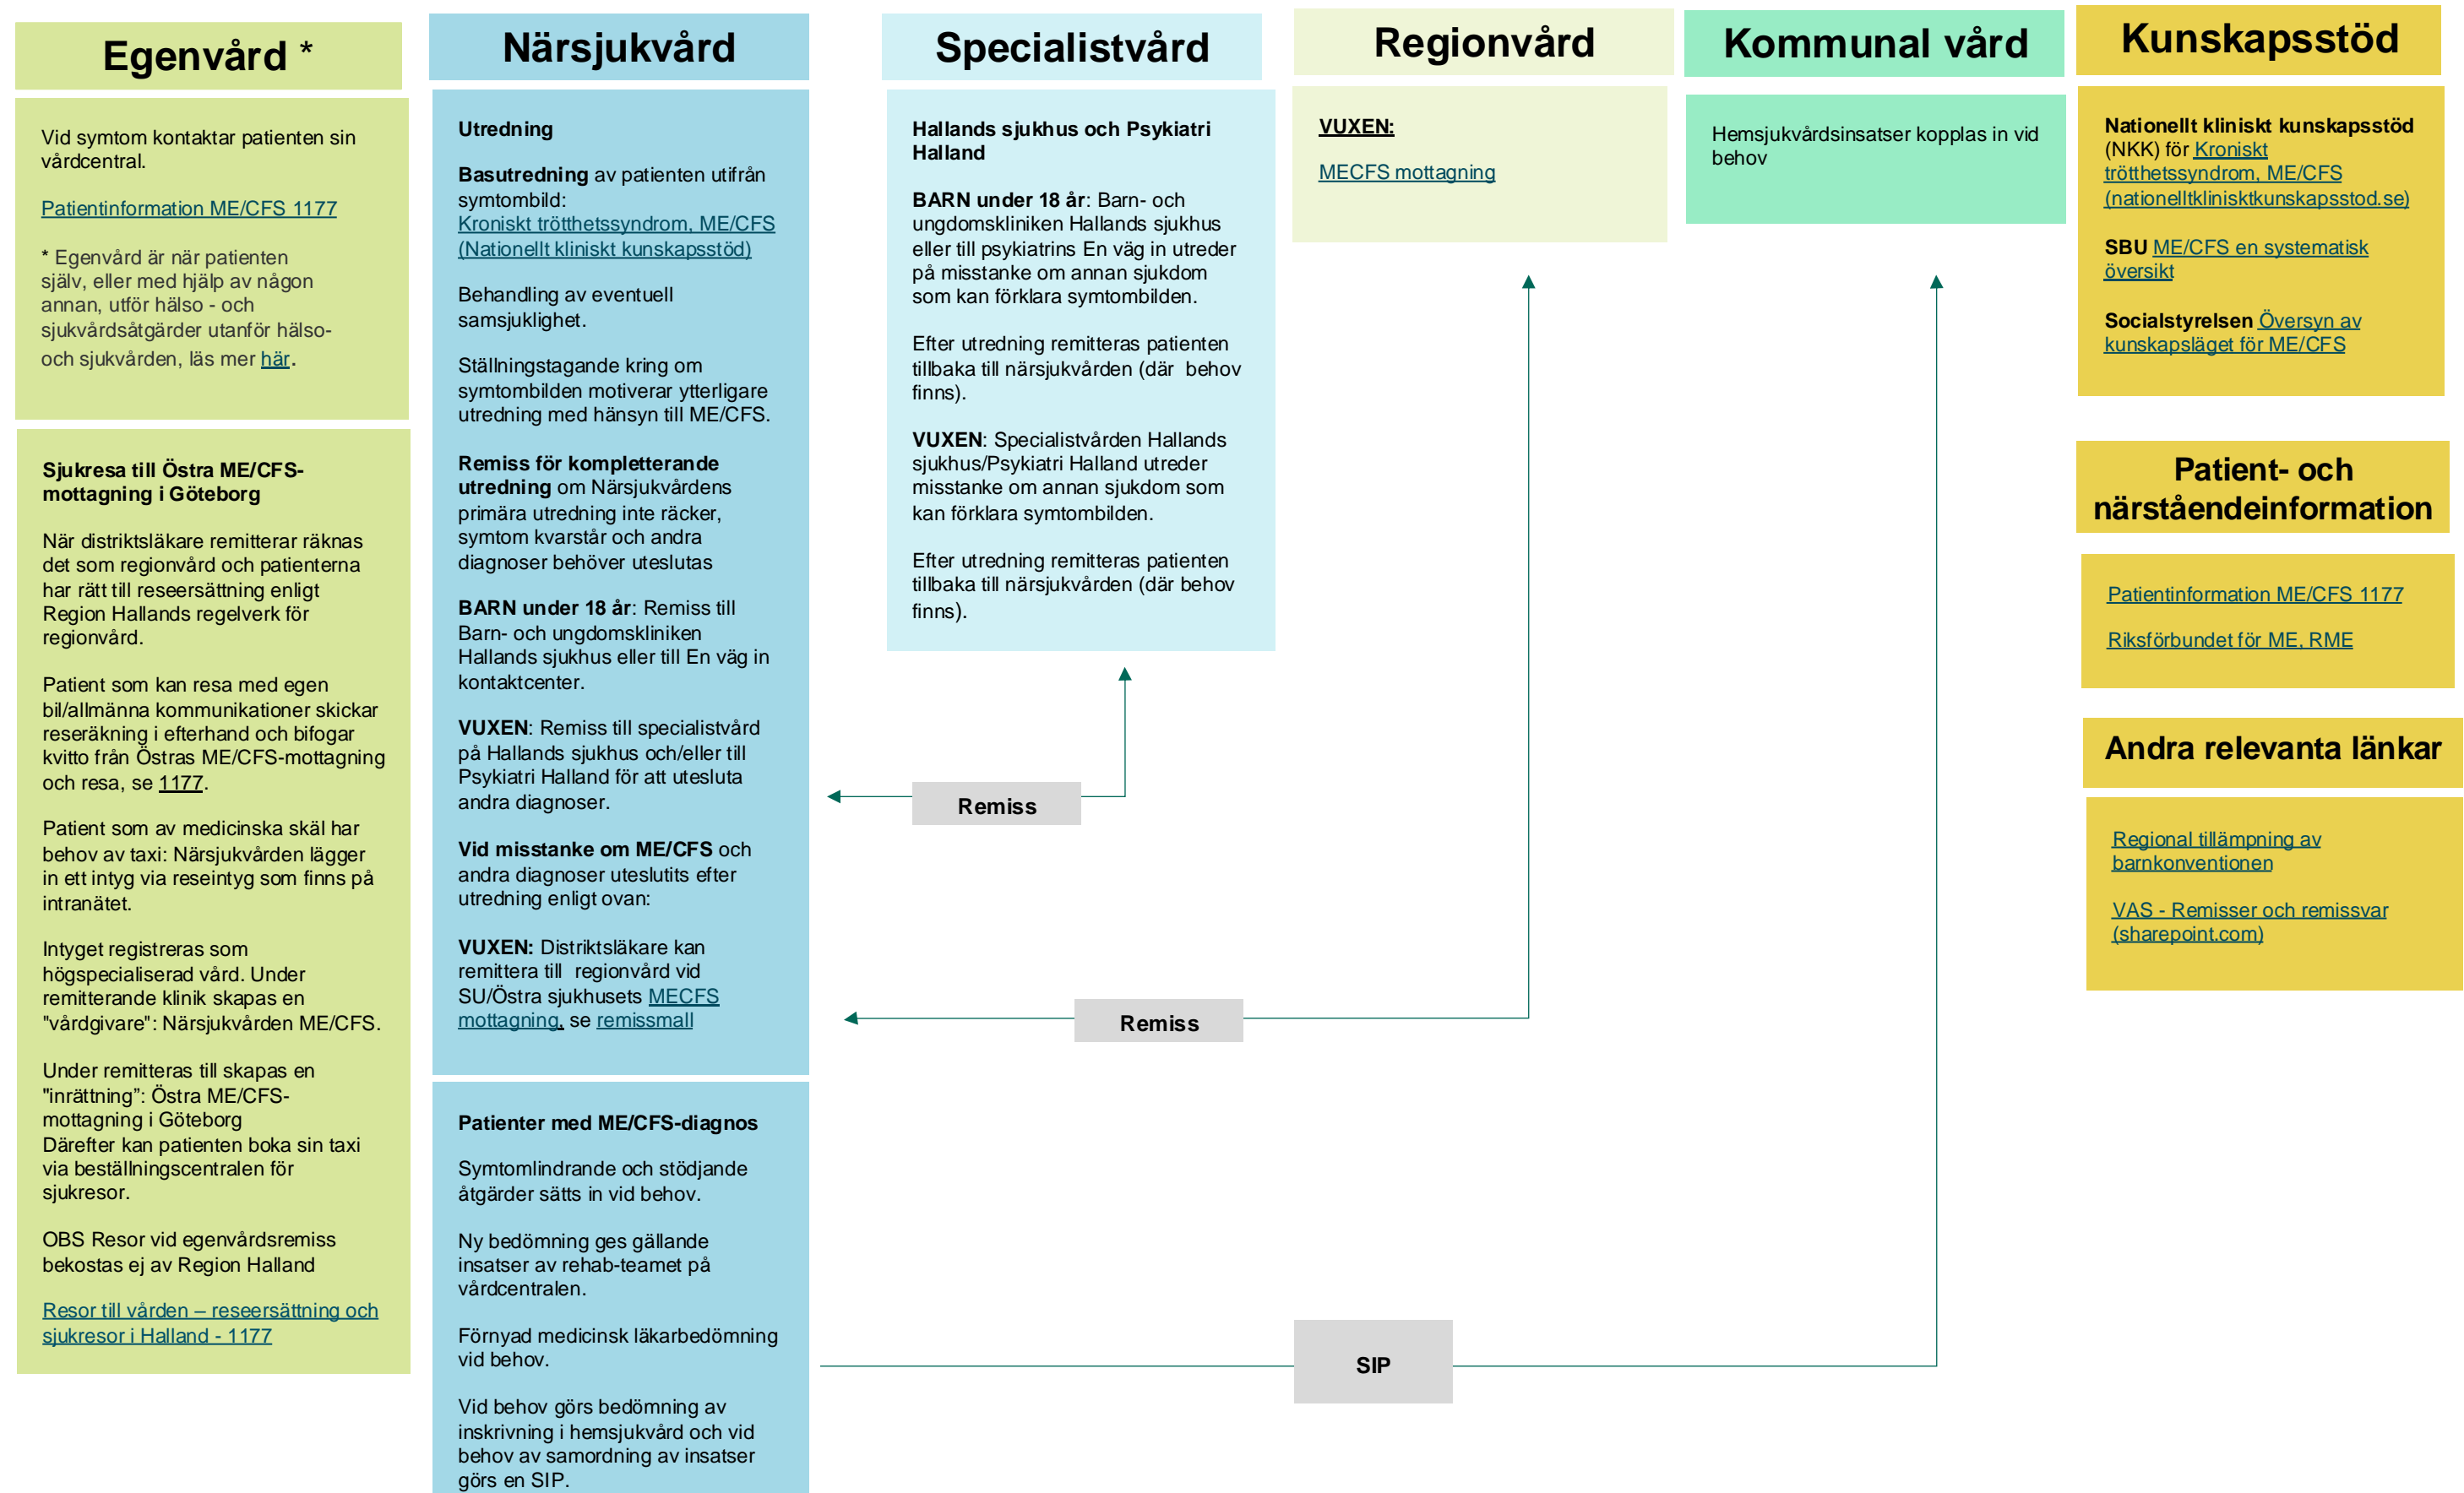 Egenvård *
Vid symtom kontaktar patienten sin
vårdcentral.
Patientinformation ME/CFS 1177
* Egenvård är när patienten
själv, eller med hjälp av någon
annan, utför hälso - och
sjukvårdsåtgärder utanför hälso-
och sjukvården, läs mer här.
Sjukresa till Östra ME/CFS-
mottagning i Göteborg
När distriktsläkare remitterar räknas
det som regionvård och patienterna
har rätt till reseersättning enligt
Region Hallands regelverk för
regionvård.
Patient som kan resa med egen
bil/allmänna kommunikationer skickar
reseräkning i efterhand och bifogar
kvitto från Östras ME/CFS-mottagning
och resa, se 1177.
Patient som av medicinska skäl har
behov av taxi: Närsjukvården lägger
in ett intyg via reseintyg som finns på
intranätet.
Intyget registreras som
högspecialiserad vård. Under
remitterande klinik skapas en
"vårdgivare": Närsjukvården ME/CFS.
Under remitteras till skapas en
"inrättning”: Östra ME/CFS-
mottagning i Göteborg
Därefter kan patienten boka sin taxi
via beställningscentralen för
sjukresor.
OBS Resor vid egenvårdsremiss
bekostas ej av Region Halland
Resor till vården – reseersättning och
sjukresor i Halland - 1177
Närsjukvård
Utredning
Basutredning av patienten utifrån
symtombild:
Kroniskt trötthetssyndrom, ME/CFS
(Nationellt kliniskt kunskapsstöd)
Behandling av eventuell
samsjuklighet.
Ställningstagande kring om
symtombilden motiverar ytterligare
utredning med hänsyn till ME/CFS.
Remiss för kompletterande
utredning om Närsjukvårdens
primära utredning inte räcker,
symtom kvarstår och andra
diagnoser behöver uteslutas
BARN under 18 år: Remiss till
Barn- och ungdomskliniken
Hallands sjukhus eller till En väg in
kontaktcenter.
VUXEN: Remiss till specialistvård
på Hallands sjukhus och/eller till
Psykiatri Halland för att utesluta
andra diagnoser.
Vid misstanke om ME/CFS och
andra diagnoser uteslutits efter
utredning enligt ovan:
VUXEN: Distriktsläkare kan
remittera till regionvård vid
SU/Östra sjukhusets MECFS
mottagning, se remissmall
Patienter med ME/CFS-diagnos
Symtomlindrande och stödjande
åtgärder sätts in vid behov.
Ny bedömning ges gällande
insatser av rehab-teamet på
vårdcentralen.
Förnyad medicinsk läkarbedömning
vid behov.
Vid behov görs bedömning av
inskrivning i hemsjukvård och vid
behov av samordning av insatser
görs en SIP.
Specialistvård
Hallands sjukhus och Psykiatri
Halland
BARN under 18 år: Barn- och
ungdomskliniken Hallands sjukhus
eller till psykiatrins En väg in utreder
på misstanke om annan sjukdom
som kan förklara symtombilden.
Efter utredning remitteras patienten
tillbaka till närsjukvården (där behov
finns).
VUXEN: Specialistvården Hallands
sjukhus/Psykiatri Halland utreder
misstanke om annan sjukdom som
kan förklara symtombilden.
Efter utredning remitteras patienten
tillbaka till närsjukvården (där behov
finns).
Remiss
Remiss
SIP
Regionvård
VUXEN:
MECFS mottagning
Kommunal vård
Hemsjukvårdsinsatser kopplas in vid
behov
Kunskapsstöd
Nationellt kliniskt kunskapsstöd
(NKK) för Kroniskt
trötthetssyndrom, ME/CFS
(nationelltklinisktkunskapsstod.se)
SBU ME/CFS en systematisk
översikt
Socialstyrelsen Översyn av
kunskapsläget för ME/CFS
Patient- och
närståendeinformation
Patientinformation ME/CFS 1177
Riksförbundet för ME, RME
Andra relevanta länkar
Regional tillämpning av
barnkonventionen
VAS - Remisser och remissvar
(sharepoint.com)